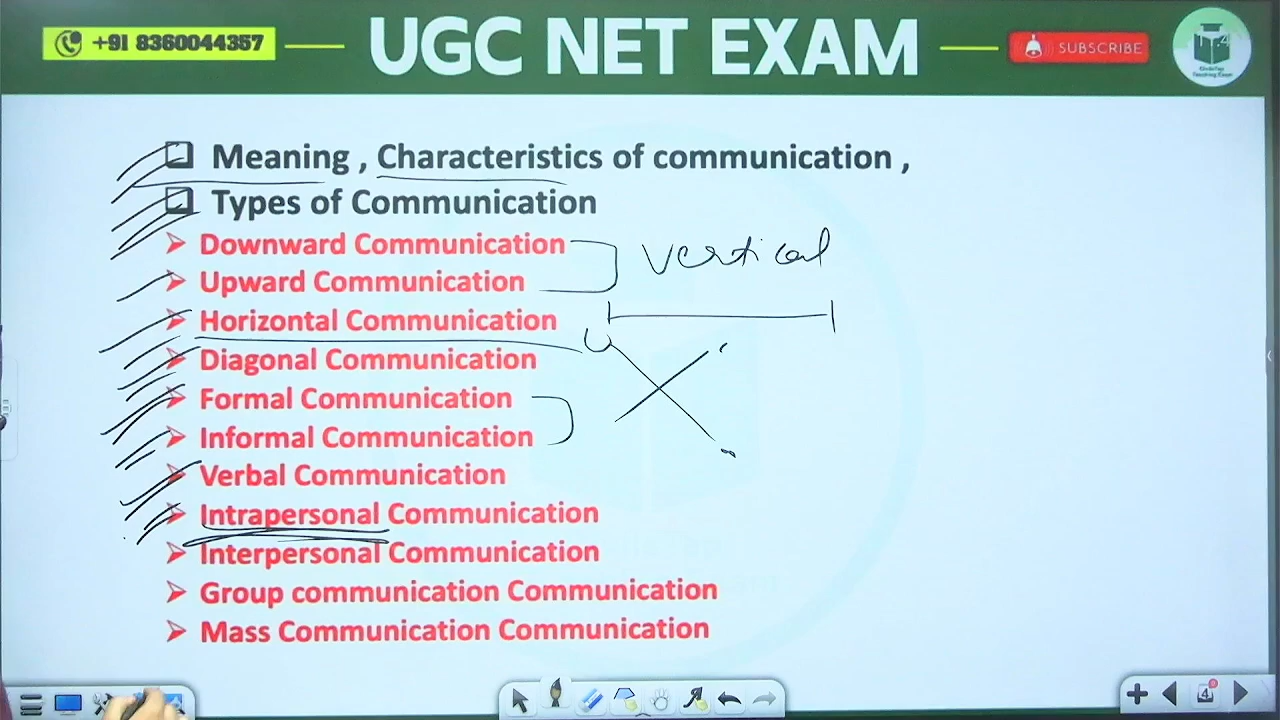 +91 8360044357
UGC NET EXAM
SUBSCRIBE
Meaning , Characteristics of communication ,
Types of Communication
Downward Communication
vertical
Upward Communication
Horizontal Communication
Diagonal Communication
Formal Communication
Informal Communication
Verbal Communication
Intrapersonal Communication
Interpersonal Communication
Group communication Communication
Mass Communication Communication
4